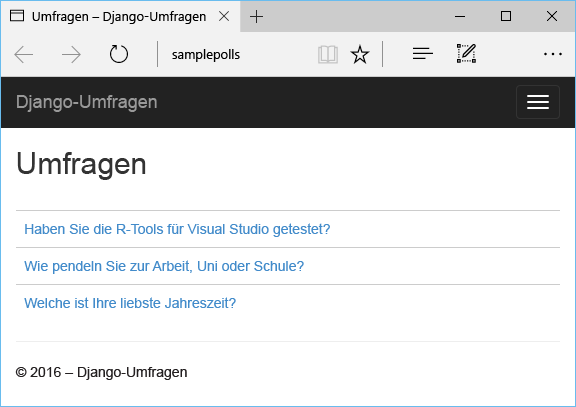 Umfragen – Django-Umfragen
samplepolls
Django-Umfragen
Umfragen
Haben Sie die R-Tools für Visual Studio getestet?
Wie pendeln Sie zur Arbeit, Uni oder Schule?
Welche ist Ihre liebste Jahreszeit?
© 2016 – Django-Umfragen